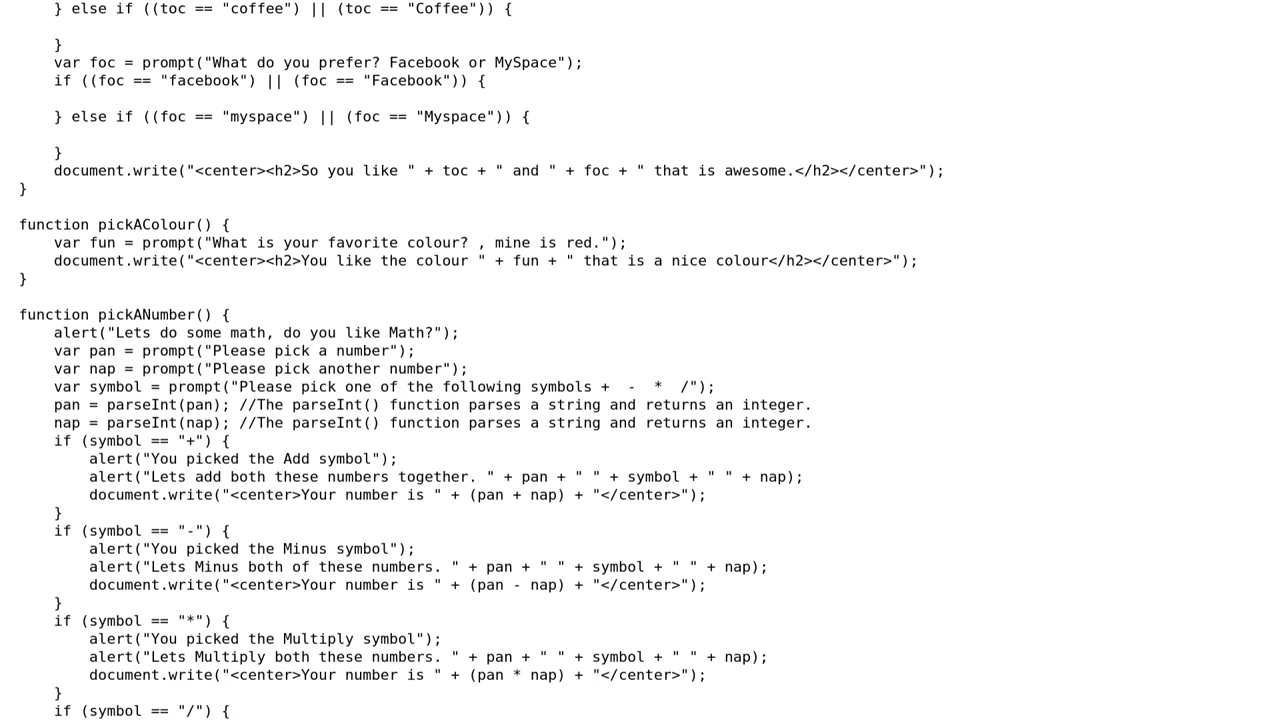 } else if ((toc == "coffee") || (toc == "Coffee")) {

    }
    var foc = prompt("What do you prefer? Facebook or MySpace");
    if ((foc == "facebook") || (foc == "Facebook")) {

    } else if ((foc == "myspace") || (foc == "Myspace")) {

    }
    document.write("<center><h2>So you like " + toc + " and " + foc + " that is awesome.</h2></center>");
}

function pickAColour() {
    var fun = prompt("What is your favorite colour? , mine is red.");
    document.write("<center><h2>You like the colour " + fun + " that is a nice colour</h2></center>");
}

function pickANumber() {
    alert("Lets do some math, do you like Math?");
    var pan = prompt("Please pick a number");
    var nap = prompt("Please pick another number");
    var symbol = prompt("Please pick one of the following symbols +  -  *  /");
    pan = parseInt(pan); //The parseInt() function parses a string and returns an integer.
    nap = parseInt(nap); //The parseInt() function parses a string and returns an integer.
    if (symbol == "+") {
        alert("You picked the Add symbol");
        alert("Lets add both these numbers together. " + pan + " " + symbol + " " + nap);
        document.write("<center>Your number is " + (pan + nap) + "</center>");
    }
    if (symbol == "-") {
        alert("You picked the Minus symbol");
        alert("Lets Minus both of these numbers. " + pan + " " + symbol + " " + nap);
        document.write("<center>Your number is " + (pan - nap) + "</center>");
    }
    if (symbol == "*") {
        alert("You picked the Multiply symbol");
        alert("Lets Multiply both these numbers. " + pan + " " + symbol + " " + nap);
        document.write("<center>Your number is " + (pan * nap) + "</center>");
    }
    if (symbol == "/") {